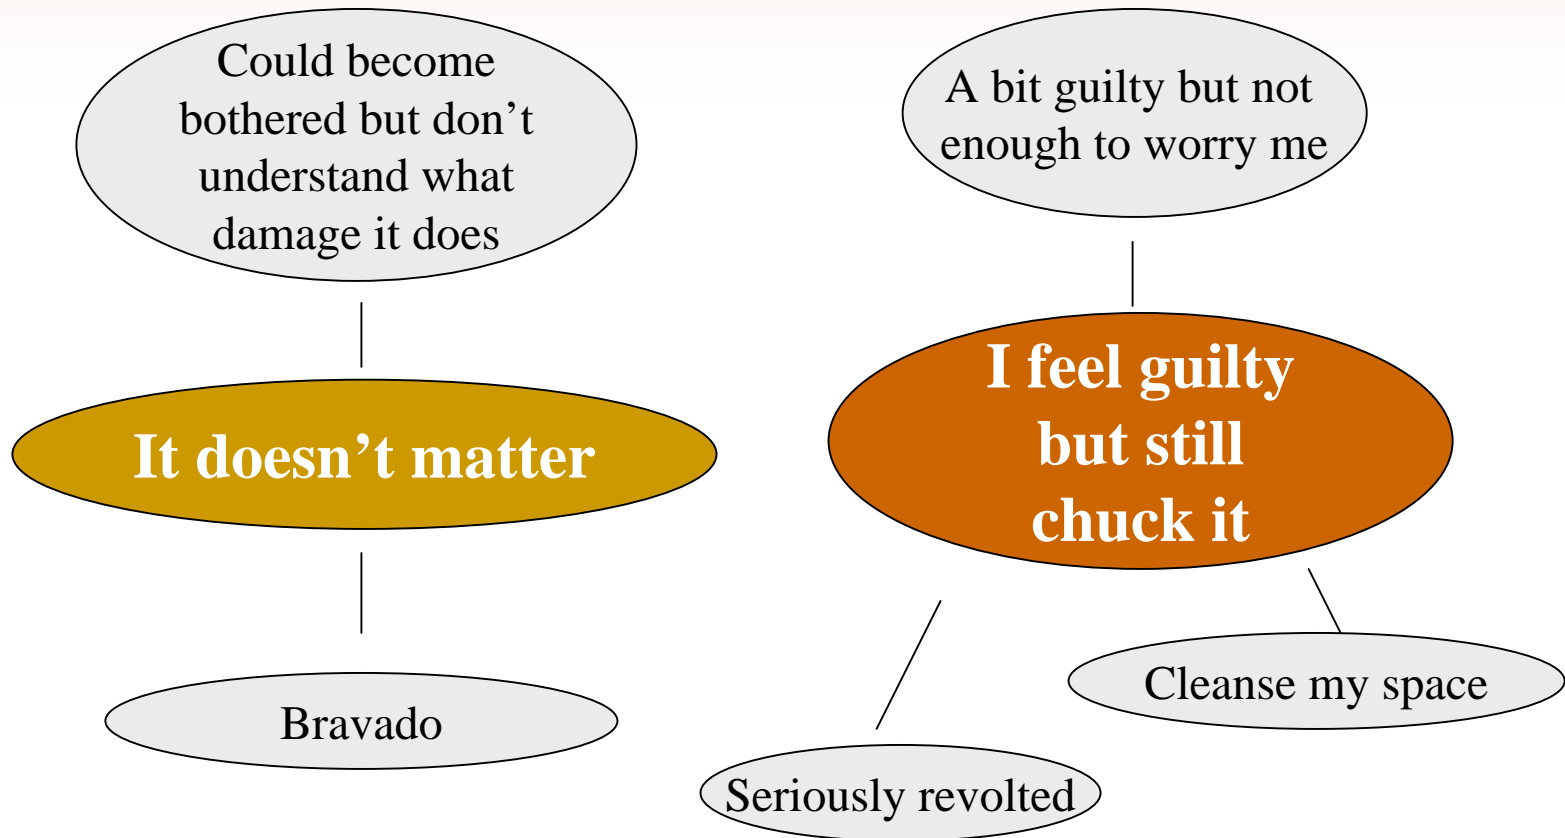 Could become
bothered but don’t
understand what
damage it does
A bit guilty but not
enough to worry me
It doesn’t matter
I feel guilty
but still
chuck it
Bravado
Cleanse my space
Seriously revolted